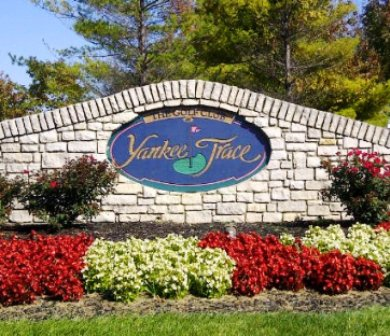 THE GOLF CLUB
Yankee Trace